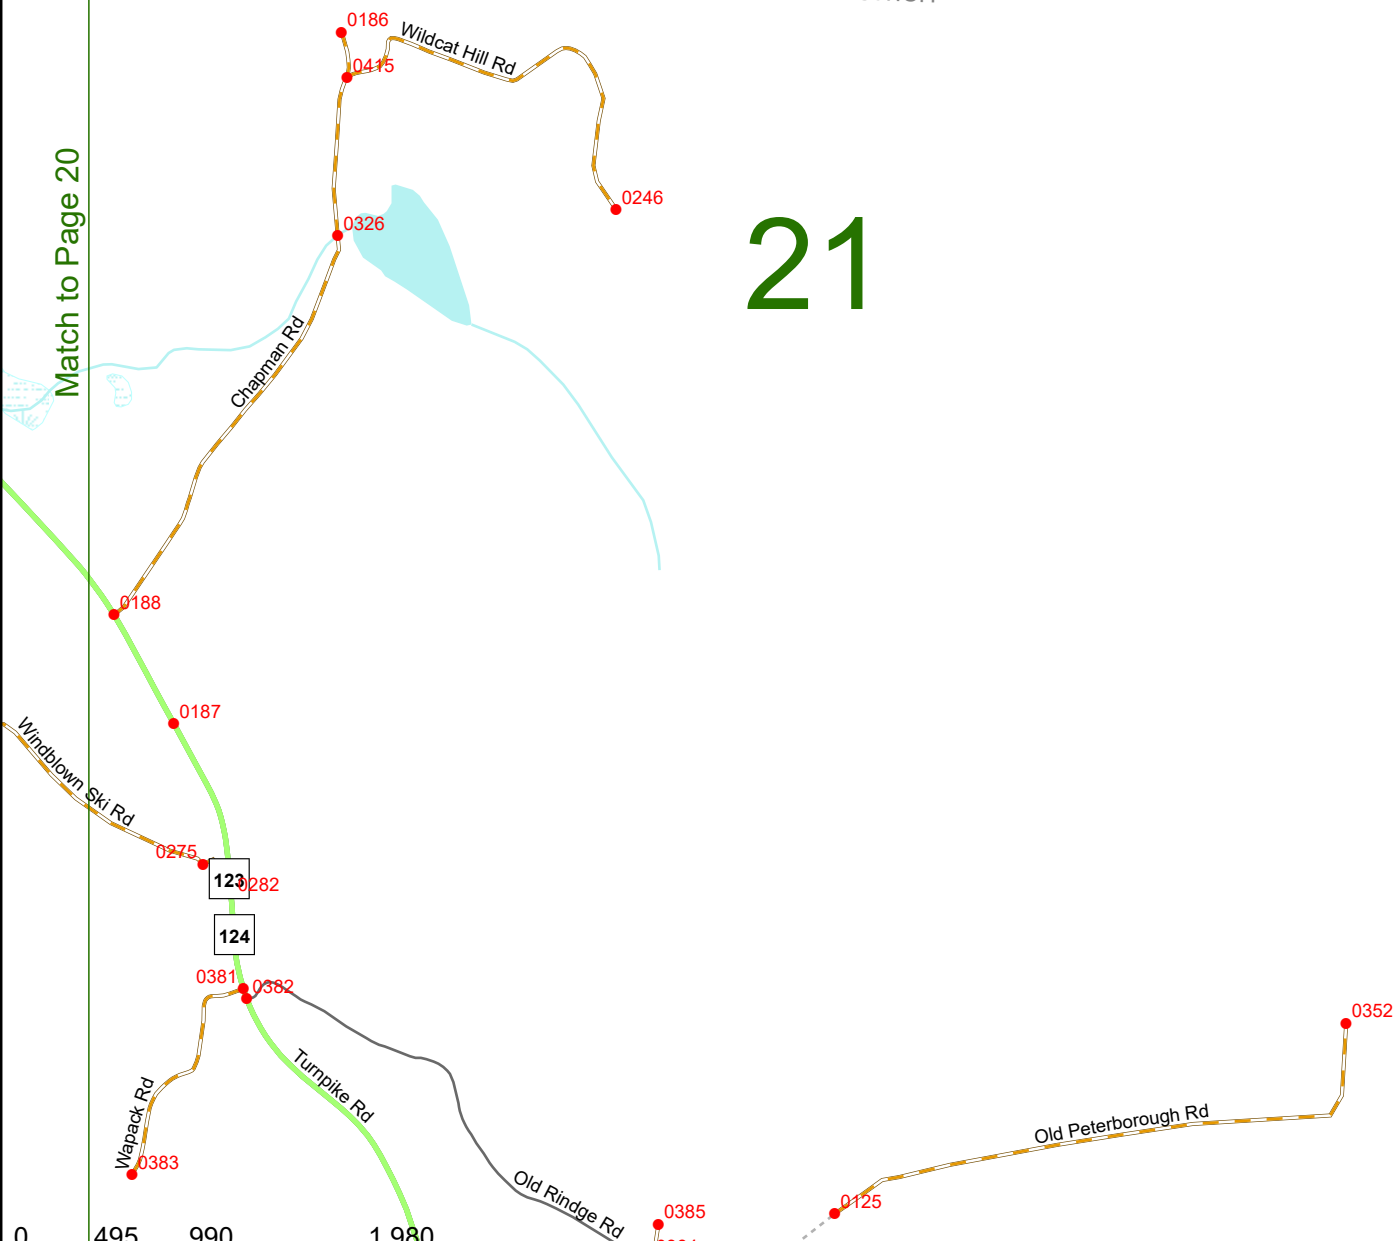 0186
Wildcat Hill Rd
0415
Match to Page 20
0246
21
0326
Chapman Rd
0188
0187
Windblown Ski Rd
0275
123
0282
124
0381
0382
0352
Turnpike Rd
Wapack Rd
Old Peterborough Rd
0383
Old Rindge Rd
0125
0385
0 495 990 1,980